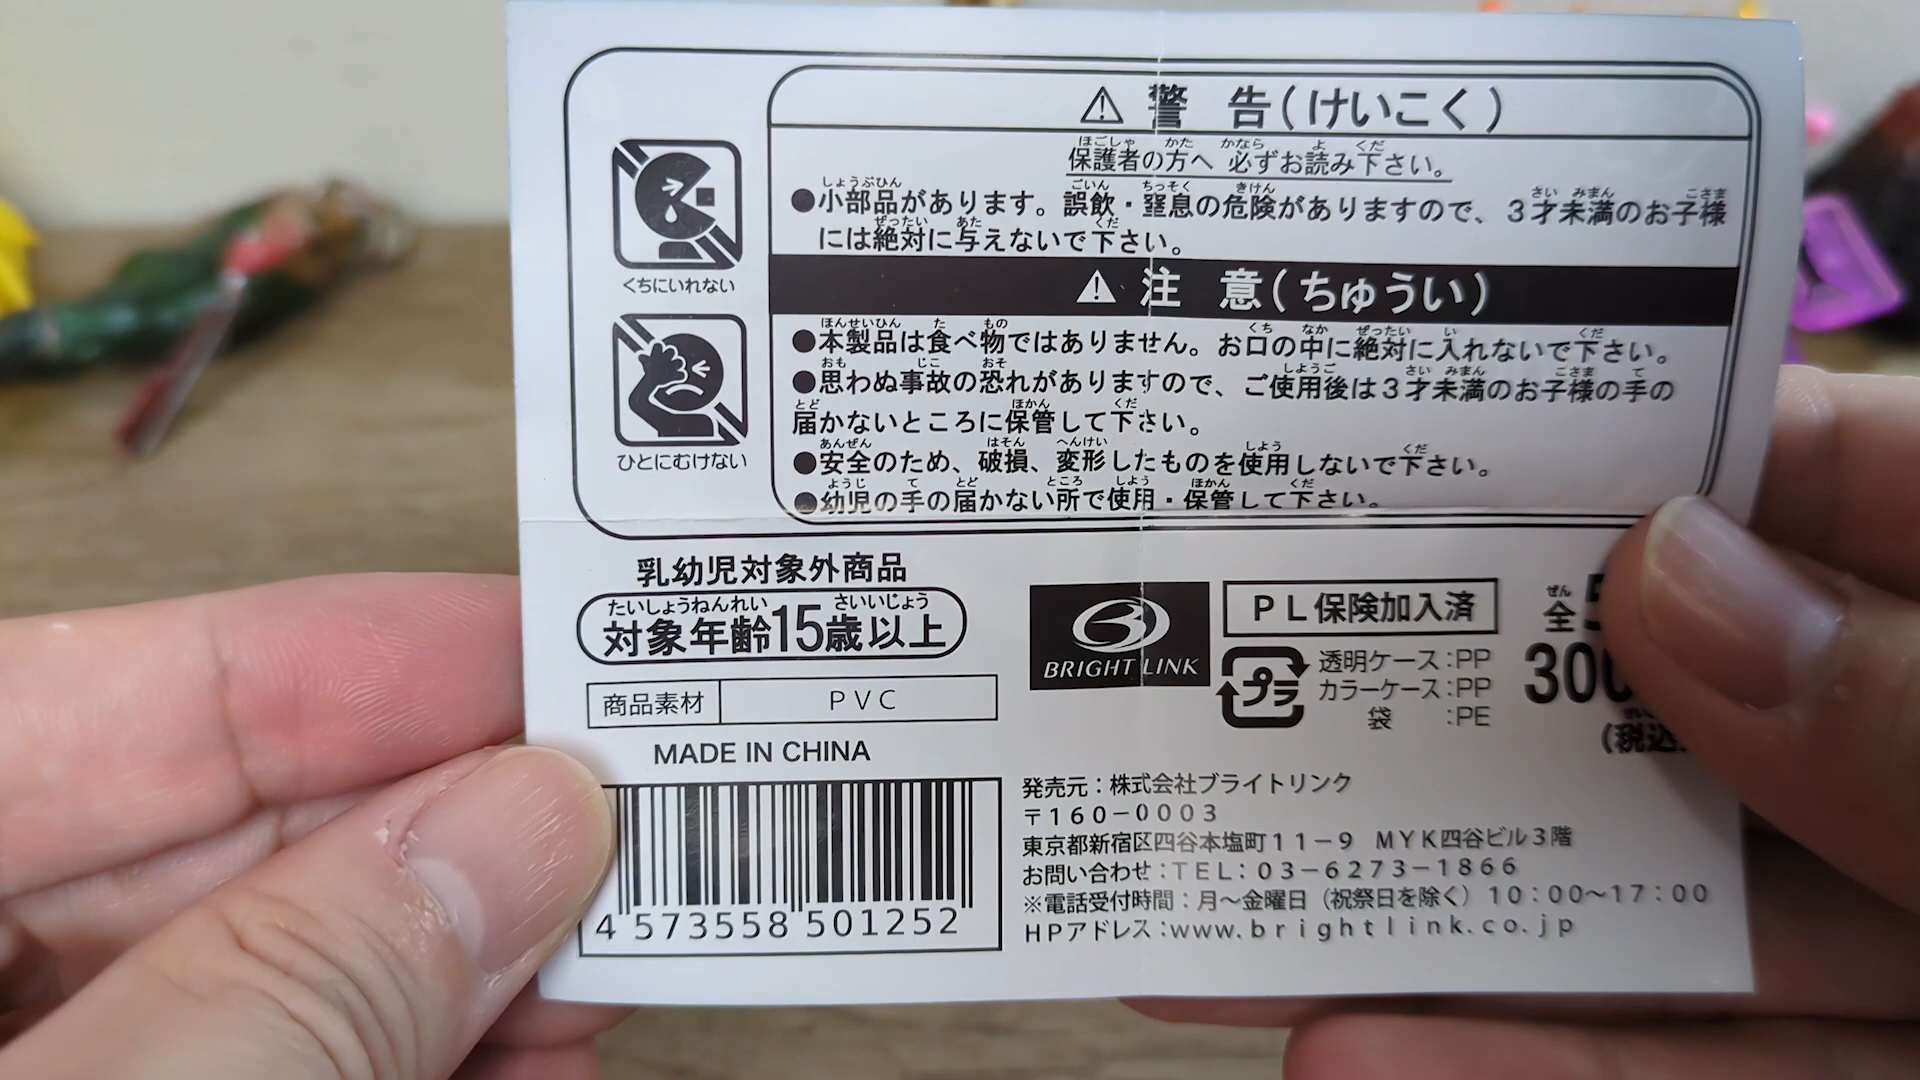 ⚠警 告(けいこく)
保護者の方へ 必ずお読み下さい。
●小部品があります。誤飲・窒息の危険がありますので、3才未満のお子様
には絶対に与えないで下さい。
くちにいれない
⚠注 意(ちゅうい)
●本製品は食べ物ではありません。お口の中に絶対に入れないで下さい。
●思わぬ事故の恐れがありますので、ご使用後は3才未満のお子様の手の
届かないところに保管して下さい。
●安全のため、破損、変形したものを使用しないで下さい。
●幼児の手の届かない所で使用・保管して下さい。
ひとにむけない
乳幼児対象外商品
対象年齢15歳以上
商品素材 PVC
MADE IN CHINA
4 573558 501252
BRIGHT LINK
PL保険加入済
プラ
透明ケース:PP
カラーケース:PP
袋 :PE
全
(税込
発売元:株式会社ブライトリンク
〒160-0003
東京都新宿区四谷本塩町11-9 MYK四谷ビル3階
お問い合わせ:TEL:03-6273-1866
※電話受付時間:月~金曜日(祝祭日を除く)10:00~17:00
HPアドレス:www.brightlink.co.jp